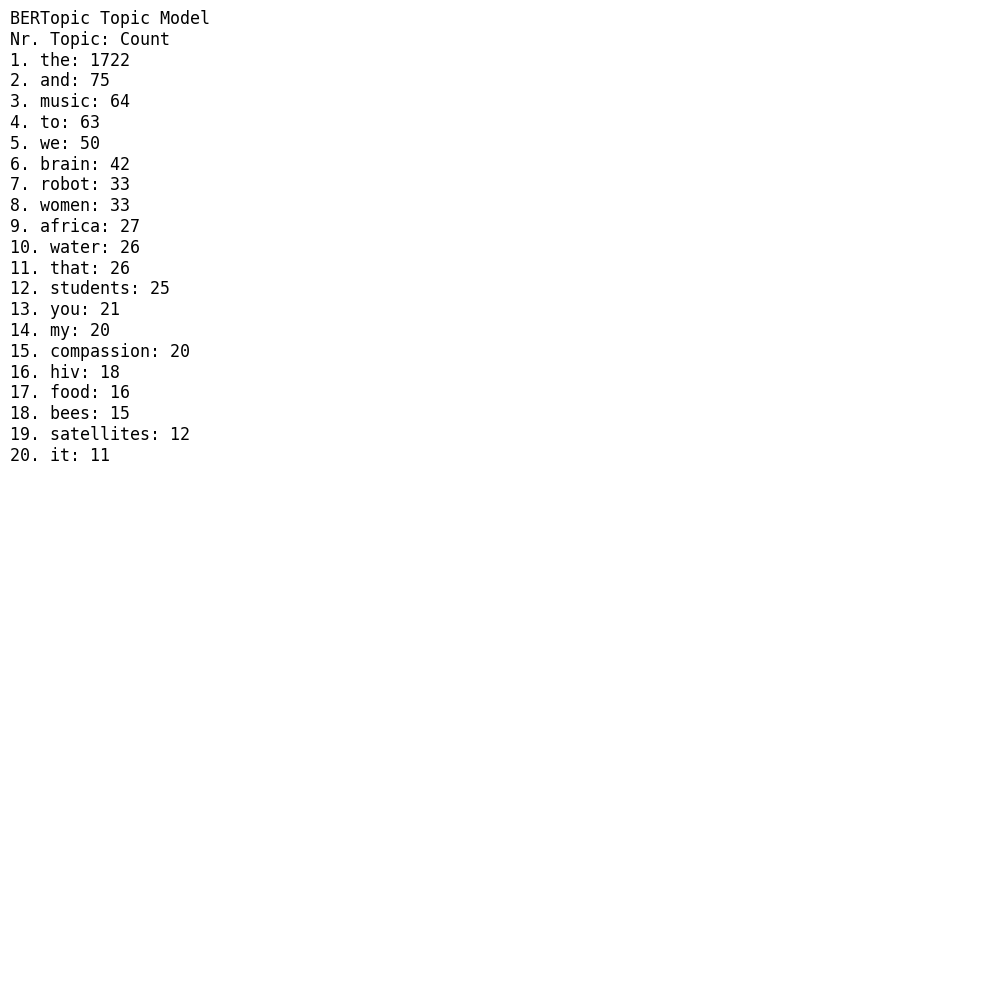 BERTopic Topic Model
Nr. Topic: Count
1. the: 1722
2. and: 75
3. music: 64
4. to: 63
5. we: 50
6. brain: 42
7. robot: 33
8. women: 33
9. africa: 27
10. water: 26
11. that: 26
12. students: 25
13. you: 21
14. my: 20
15. compassion: 20
16. hiv: 18
17. food: 16
18. bees: 15
19. satellites: 12
20. it: 11